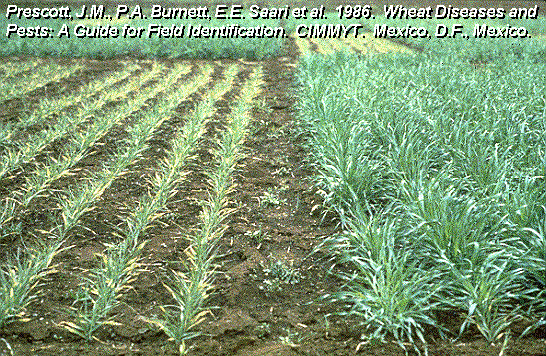 Prescott, J.M., P.A. Burnett, E.E. Saari et al.  1986.  Wheat Diseases and
Pests: A Guide for Field Identification.  CIMMYT.  Mexico, D.F., Mexico.